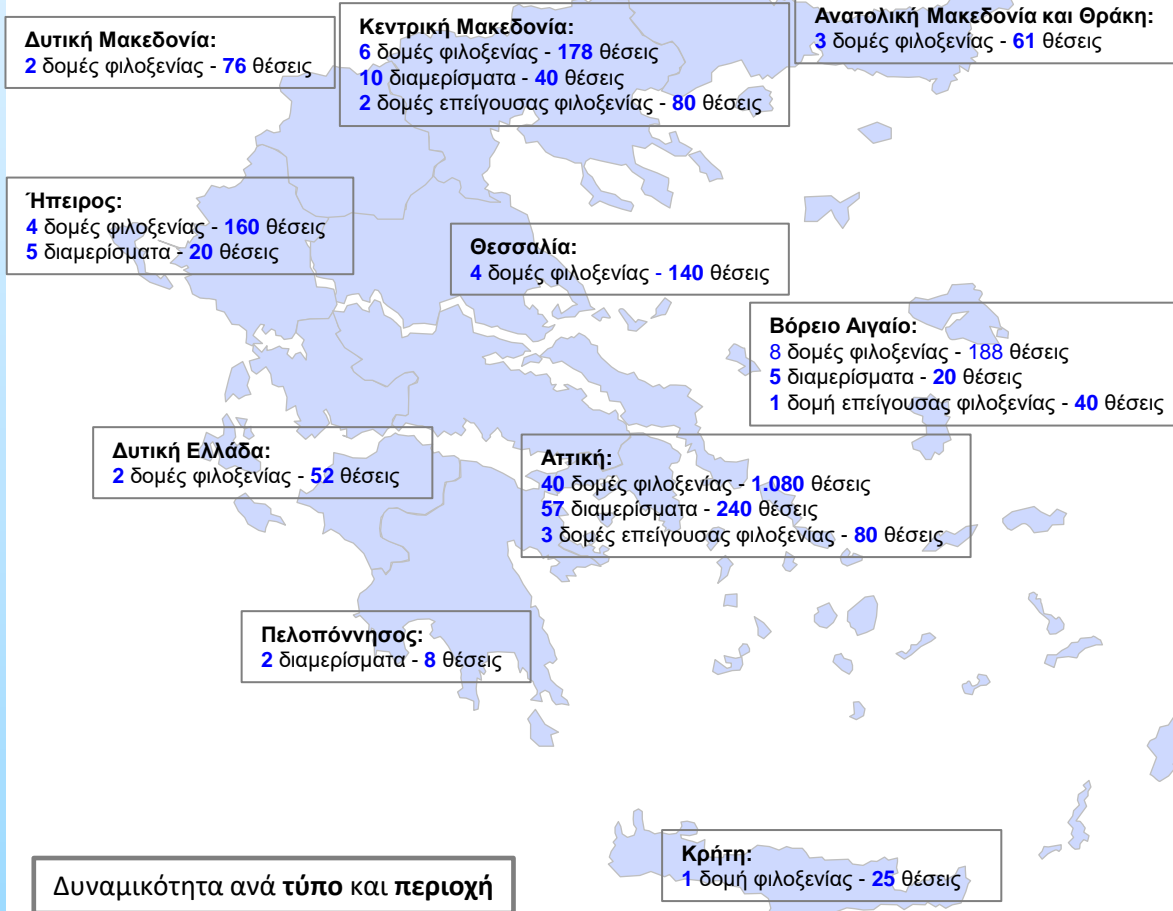 Δυτική Μακεδονία:
2 δομές φιλοξενίας - 76 θέσεις
Κεντρική Μακεδονία:
6 δομές φιλοξενίας - 178 θέσεις
10 διαμερίσματα - 40 θέσεις
2 δομές επείγουσας φιλοξενίας - 80 θέσεις
Ανατολική Μακεδονία και Θράκη:
3 δομές φιλοξενίας - 61 θέσεις
Ήπειρος:
4 δομές φιλοξενίας - 160 θέσεις
5 διαμερίσματα - 20 θέσεις
Θεσσαλία:
4 δομές φιλοξενίας - 140 θέσεις
Βόρειο Αιγαίο:
8 δομές φιλοξενίας - 188 θέσεις
5 διαμερίσματα - 20 θέσεις
1 δομή επείγουσας φιλοξενίας - 40 θέσεις
Δυτική Ελλάδα:
2 δομές φιλοξενίας - 52 θέσεις
Αττική:
40 δομές φιλοξενίας - 1.080 θέσεις
57 διαμερίσματα - 240 θέσεις
3 δομές επείγουσας φιλοξενίας - 80 θέσεις
Πελοπόννησος:
2 διαμερίσματα - 8 θέσεις
Κρήτη:
1 δομή φιλοξενίας - 25 θέσεις
Δυναμικότητα ανά τύπο και περιοχή